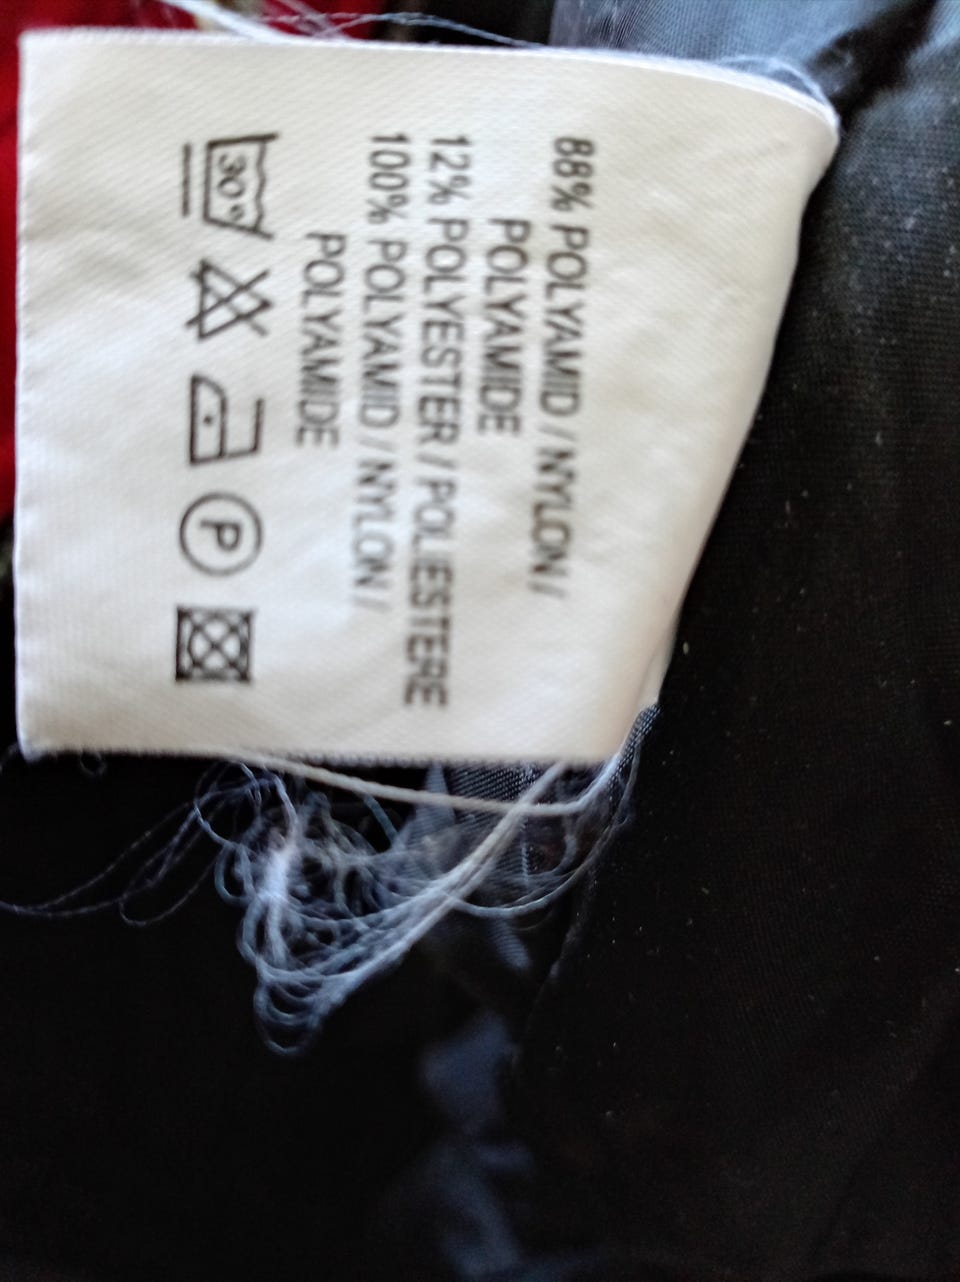 88% POLYAMID / NYLON /
POLYAMIDE
12% POLYESTER / POLIESTERE
100% POLYAMID / NYLON /
POLYAMIDE
30° P